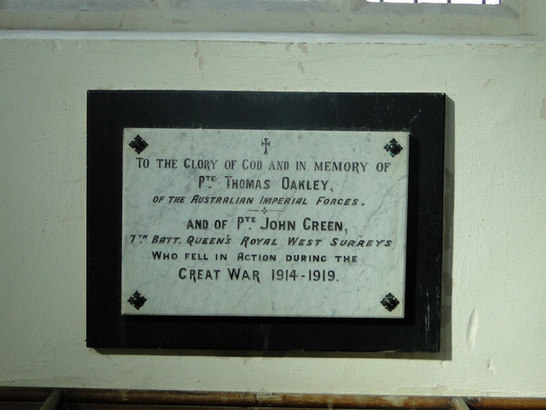 To the Glory of God and in memory of
Pte Thomas Oakley,
of the Australian Imperial Forces.
and of Pte John Green,
7th Batt. Queen's Royal West Surreys
who fell in action during the
Great War 1914-1919.